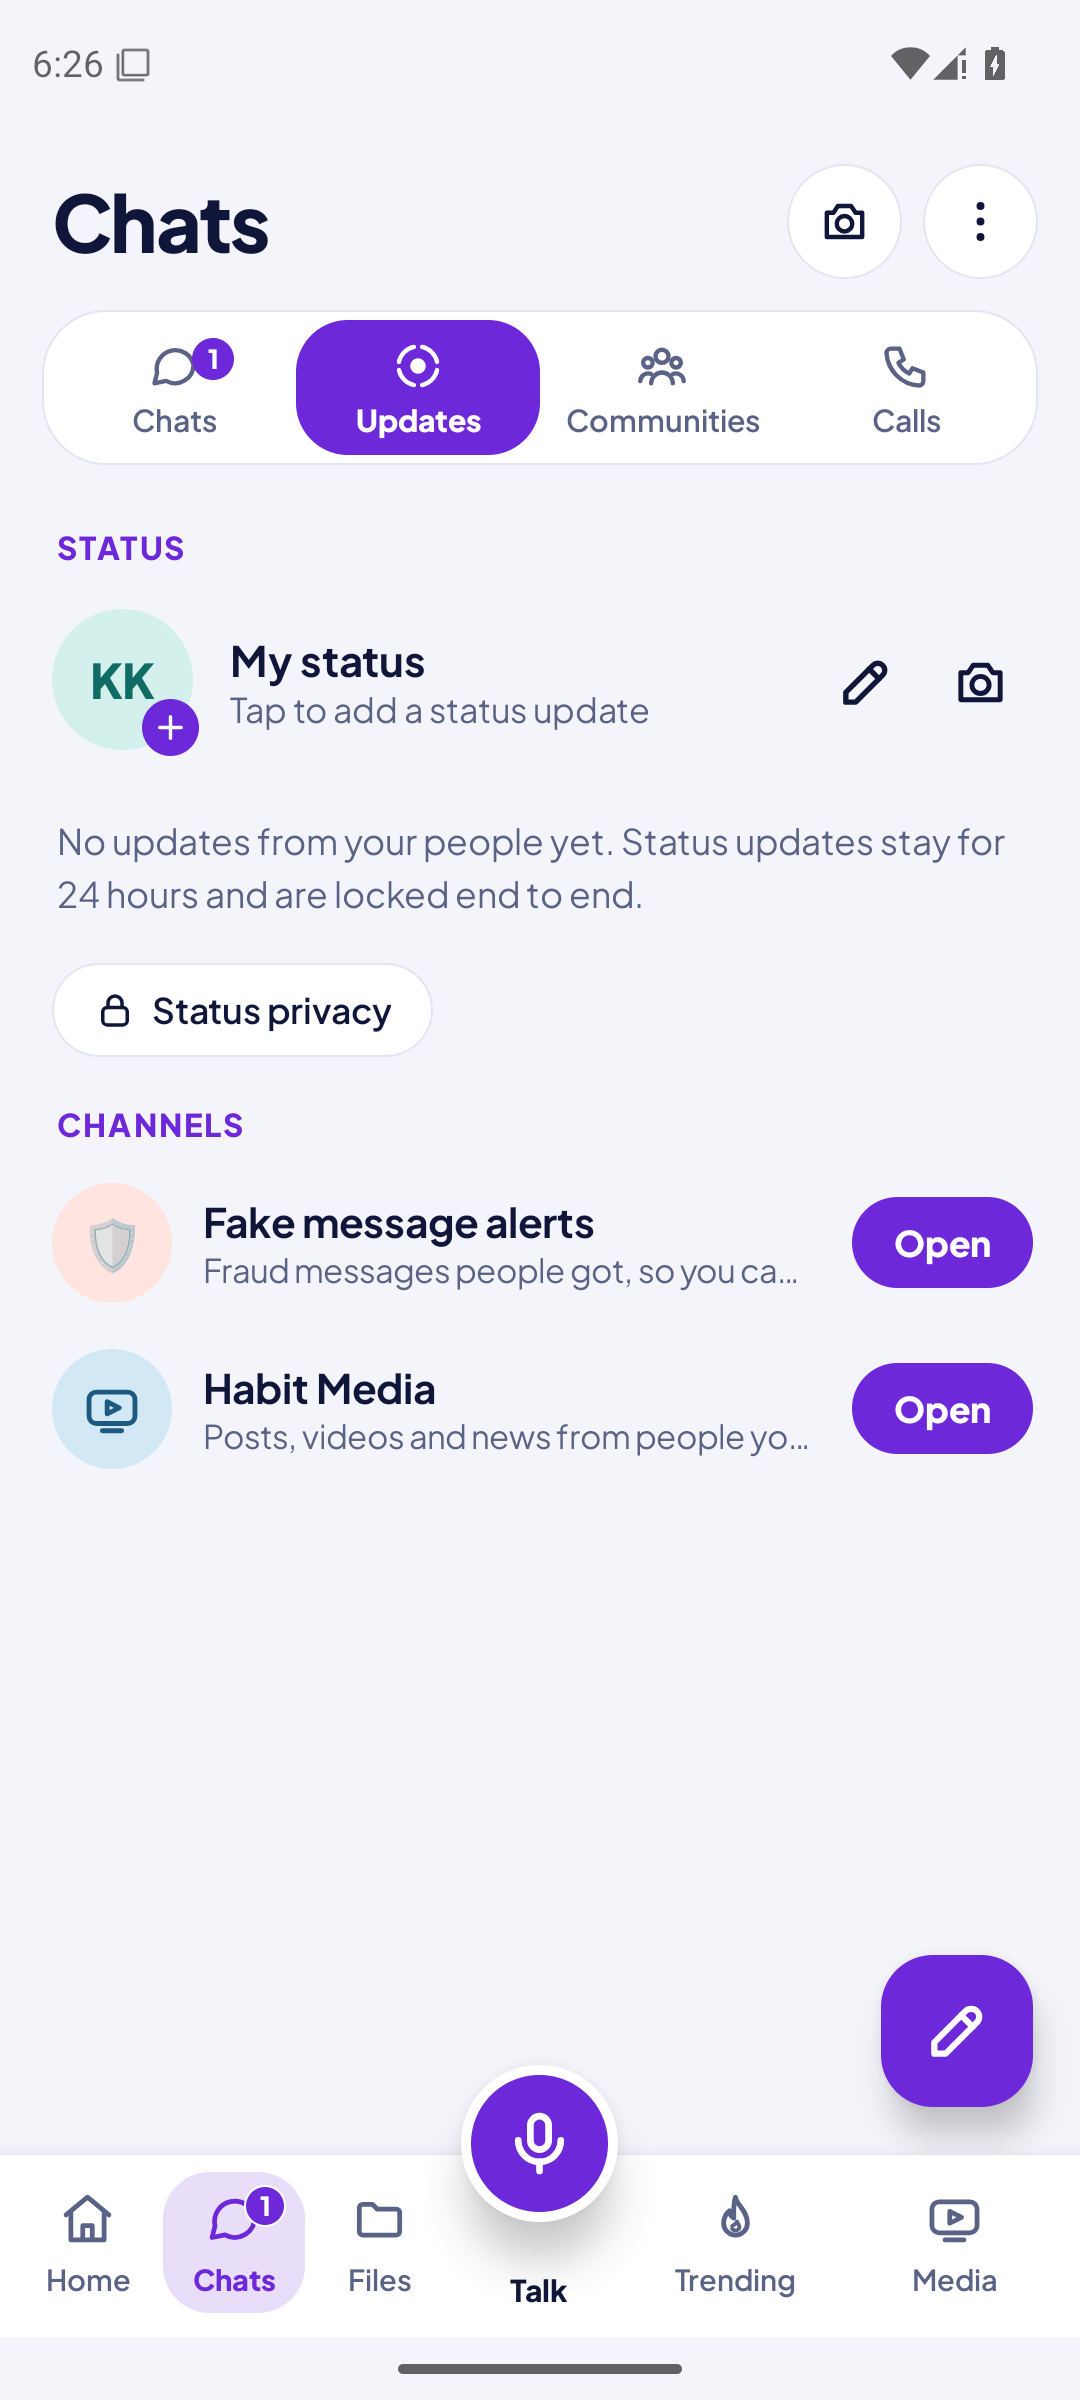 6:26
Chats
1
Chats
Updates
Communities
Calls
STATUS
KK
My status
Tap to add a status update
No updates from your people yet. Status updates stay for
24 hours and are locked end to end.
Status privacy
CHANNELS
Fake message alerts
Fraud messages people got, so you ca...
Open
Habit Media
Posts, videos and news from people yo...
Open
Home
1
Chats
Files
Talk
Trending
Media